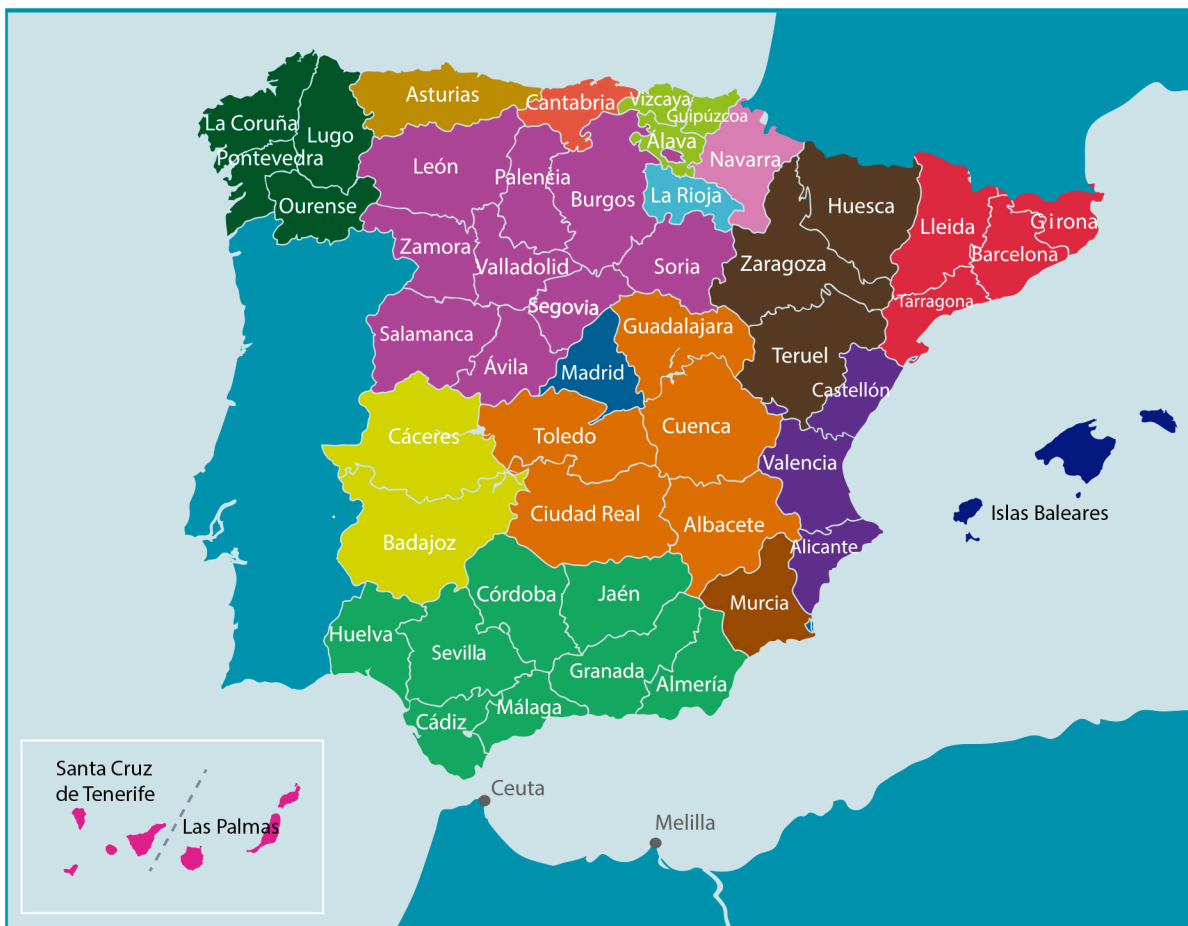 Asturias
Cantabria
Vizcaya
Guipúzcoa
La Coruña
Lugo
Álava
Pontevedra
León
Navarra
Palencia
Burgos
La Rioja
Ourense
Huesca
Lleida
Girona
Zamora
Valladolid
Soria
Zaragoza
Barcelona
Segovia
Tarragona
Salamanca
Guadalajara
Ávila
Madrid
Teruel
Castellón
Cáceres
Toledo
Cuenca
Valencia
Ciudad Real
Albacete
Islas Baleares
Badajoz
Alicante
Córdoba
Jaén
Murcia
Huelva
Sevilla
Granada
Almería
Cádiz
Málaga
Santa Cruz
de Tenerife
Las Palmas
Ceuta
Melilla